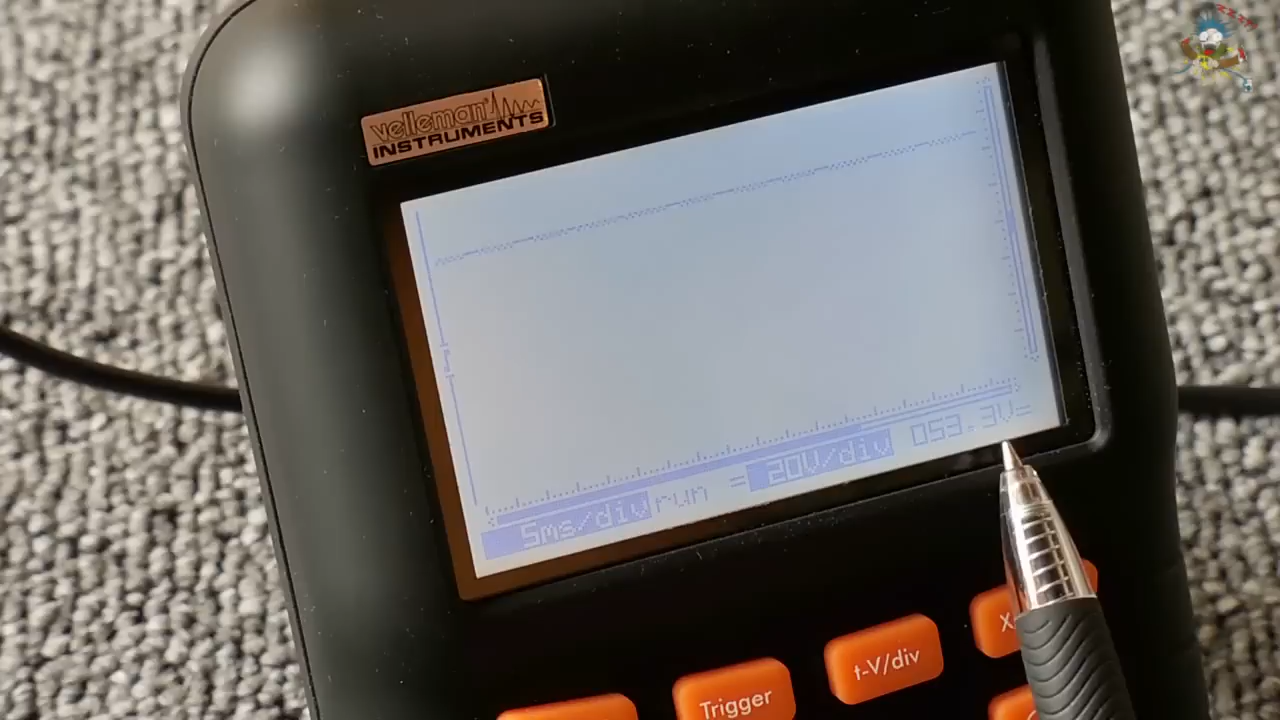 velleman®
INSTRUMENTS
5ms/div run = 20V/div 053.3V=
t-V/div
Trigger